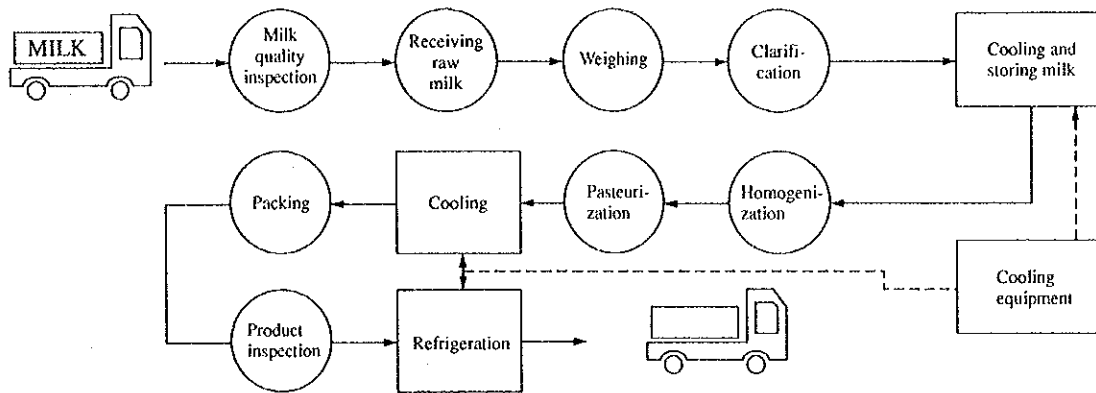 MILK
Milk
quality
inspection
Receiving
raw
milk
Weighing
Clarifi-
cation
Cooling and
storing milk
Packing
Cooling
Pasteuri-
zation
Homogeni-
zation
Cooling
equipment
Product
inspection
Refrigeration